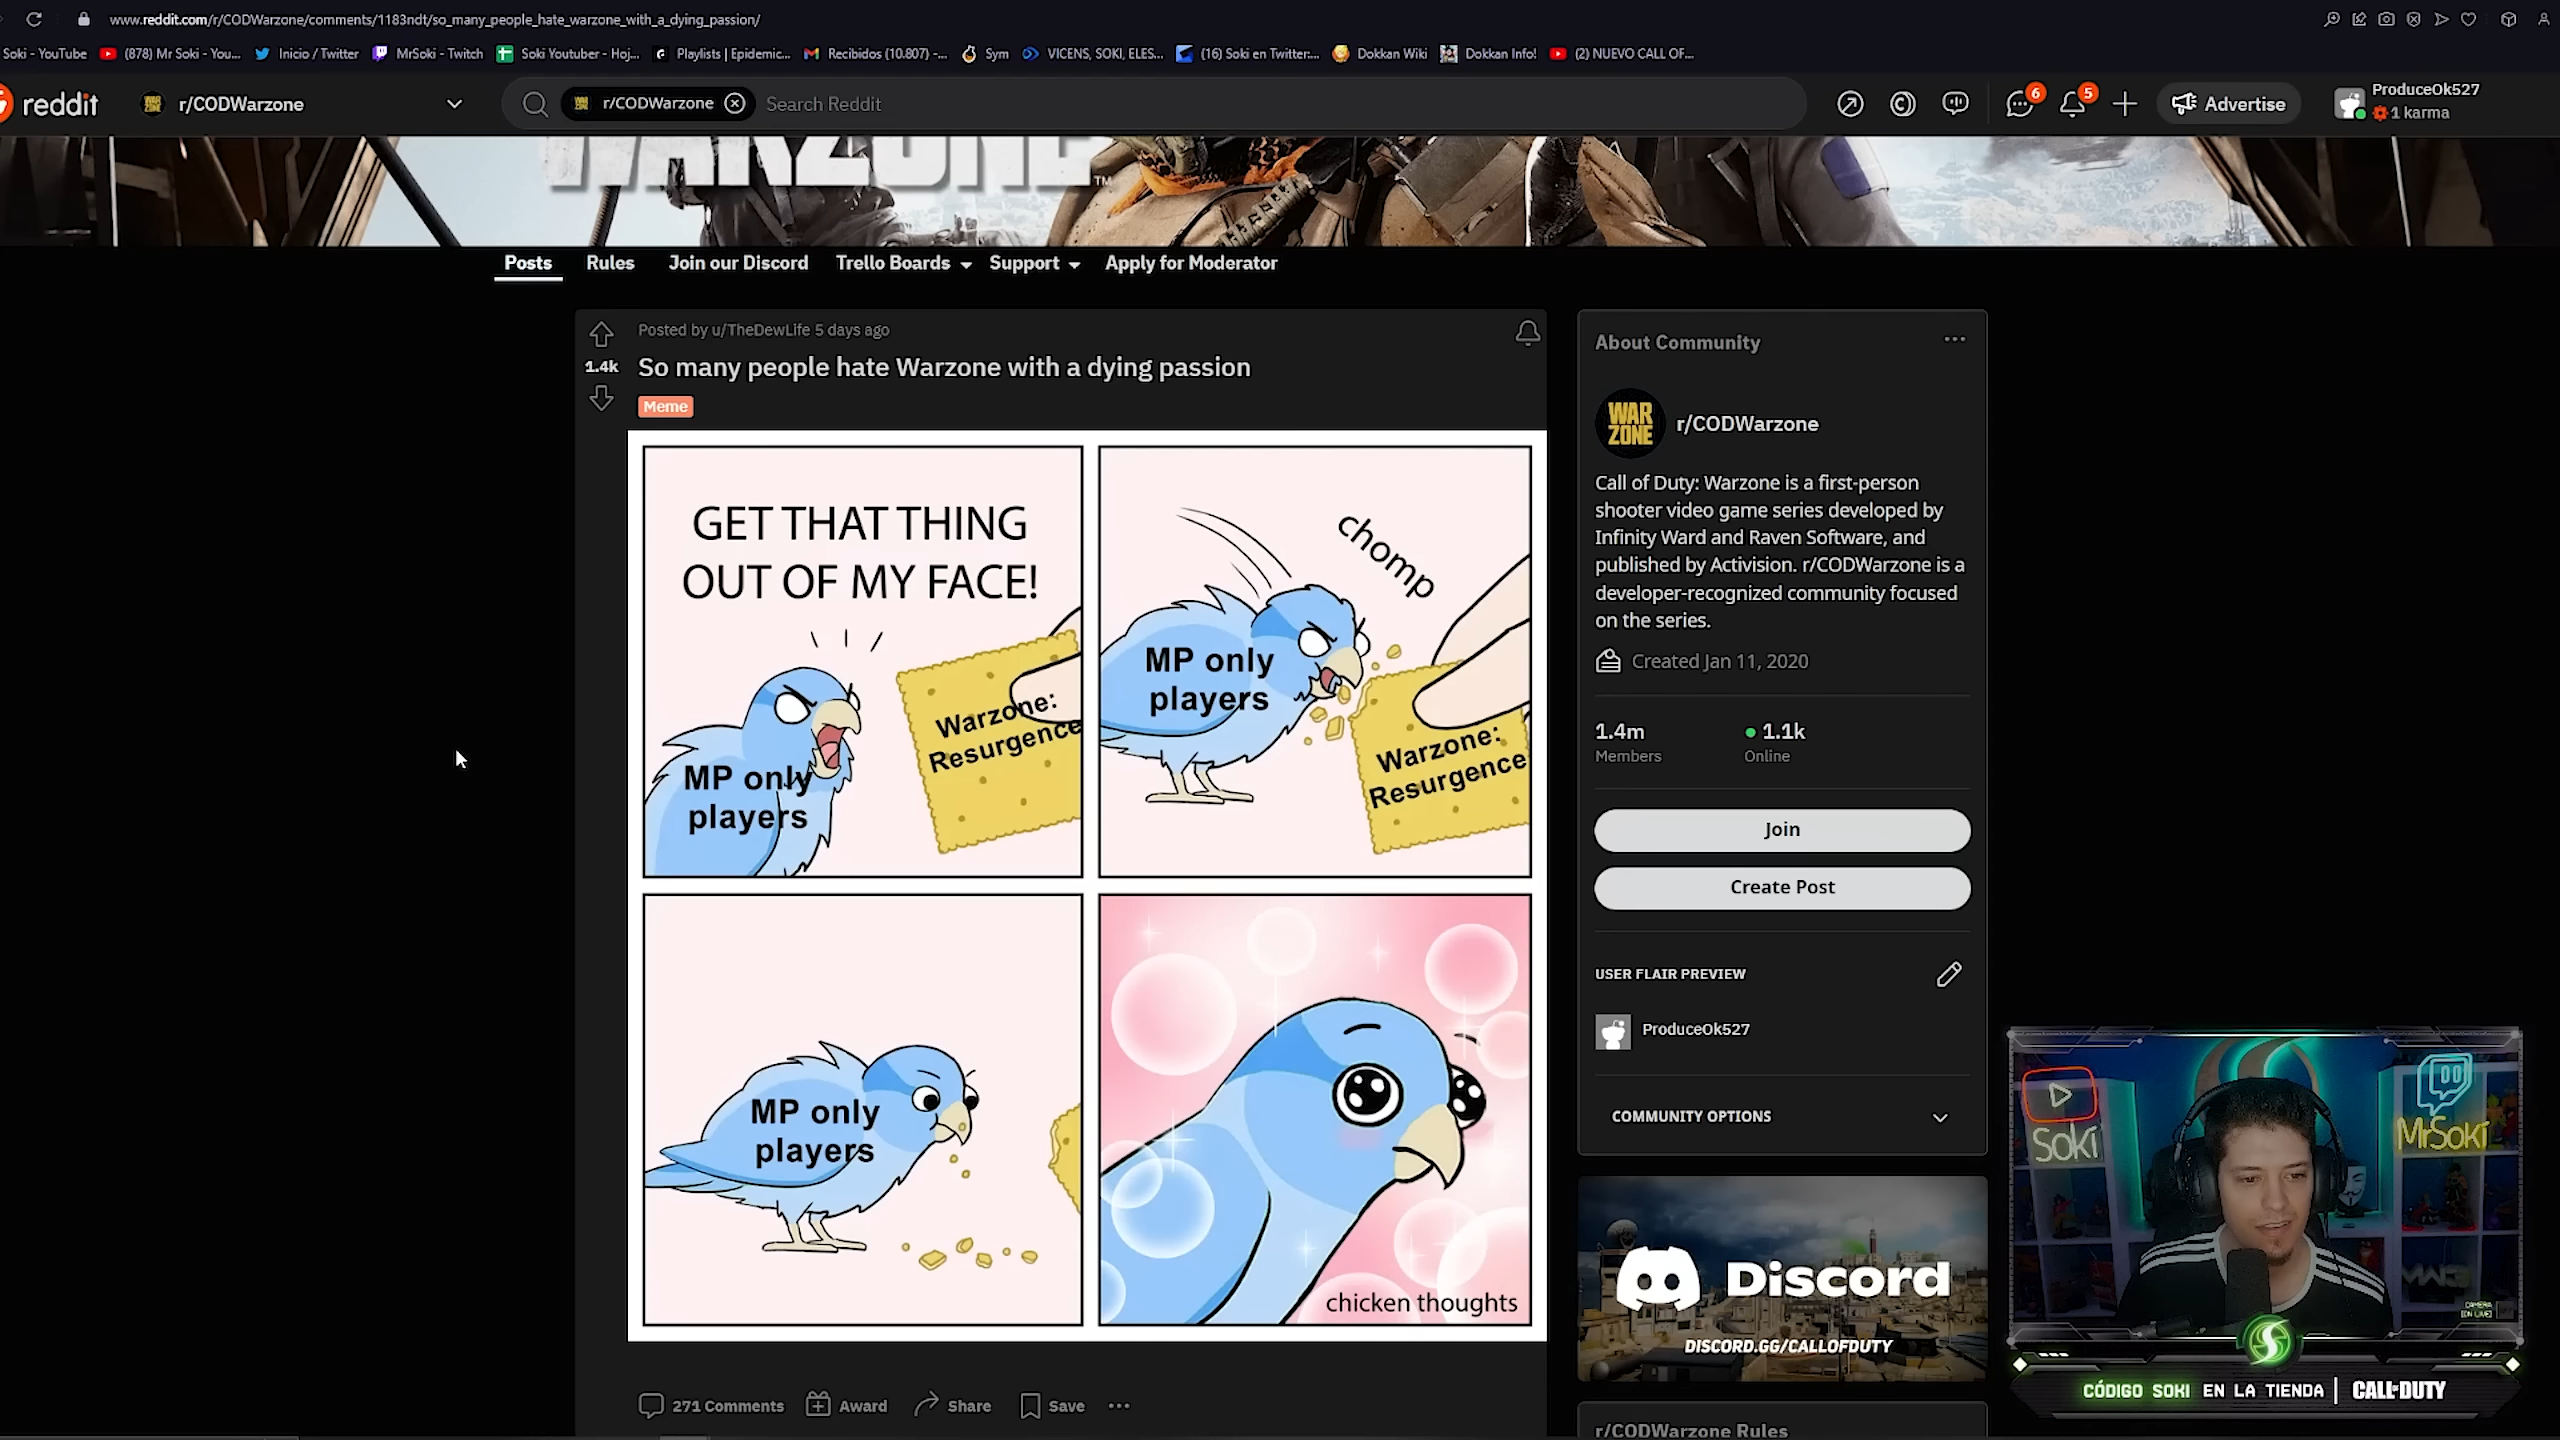 www.reddit.com/r/CODWarzone/comments/1183ndt/so_many_people_hate_warzone_with_a_dying_passion/
Soki - YouTube
(878) Mr Soki - You...
Inicio / Twitter
MrSoki - Twitch
Soki Youtuber - Hoj...
Playlists | Epidemic...
Recibidos (10.807) -...
Sym
VICENS, SOKI, ELES...
(16) Soki en Twitter:...
Dokkan Wiki
Dokkan Info!
(2) NUEVO CALL OF...
reddit
r/CODWarzone
r/CODWarzone
Search Reddit
6
5
Advertise
ProduceOk527
1 karma
WARZONE™
Posts
Rules
Join our Discord
Trello Boards
Support
Apply for Moderator
Posted by u/TheDewLife 5 days ago
1.4k
So many people hate Warzone with a dying passion
Meme
GET THAT THING
OUT OF MY FACE!
MP only
players
Warzone:
Resurgence
chomp
MP only
players
Warzone:
Resurgence
MP only
players
chicken thoughts
271 Comments
Award
Share
Save
About Community
WAR
ZONE
r/CODWarzone
Call of Duty: Warzone is a first-person
shooter video game series developed by
Infinity Ward and Raven Software, and
published by Activision. r/CODWarzone is a
developer-recognized community focused
on the series.
Created Jan 11, 2020
1.4m
Members
1.1k
Online
Join
Create Post
USER FLAIR PREVIEW
ProduceOk527
COMMUNITY OPTIONS
Discord
DISCORD.GG/CALLOFDUTY
r/CODWarzone Rules
Soki
MrSoki
CÓDIGO SOKI EN LA TIENDA | CALL OF DUTY